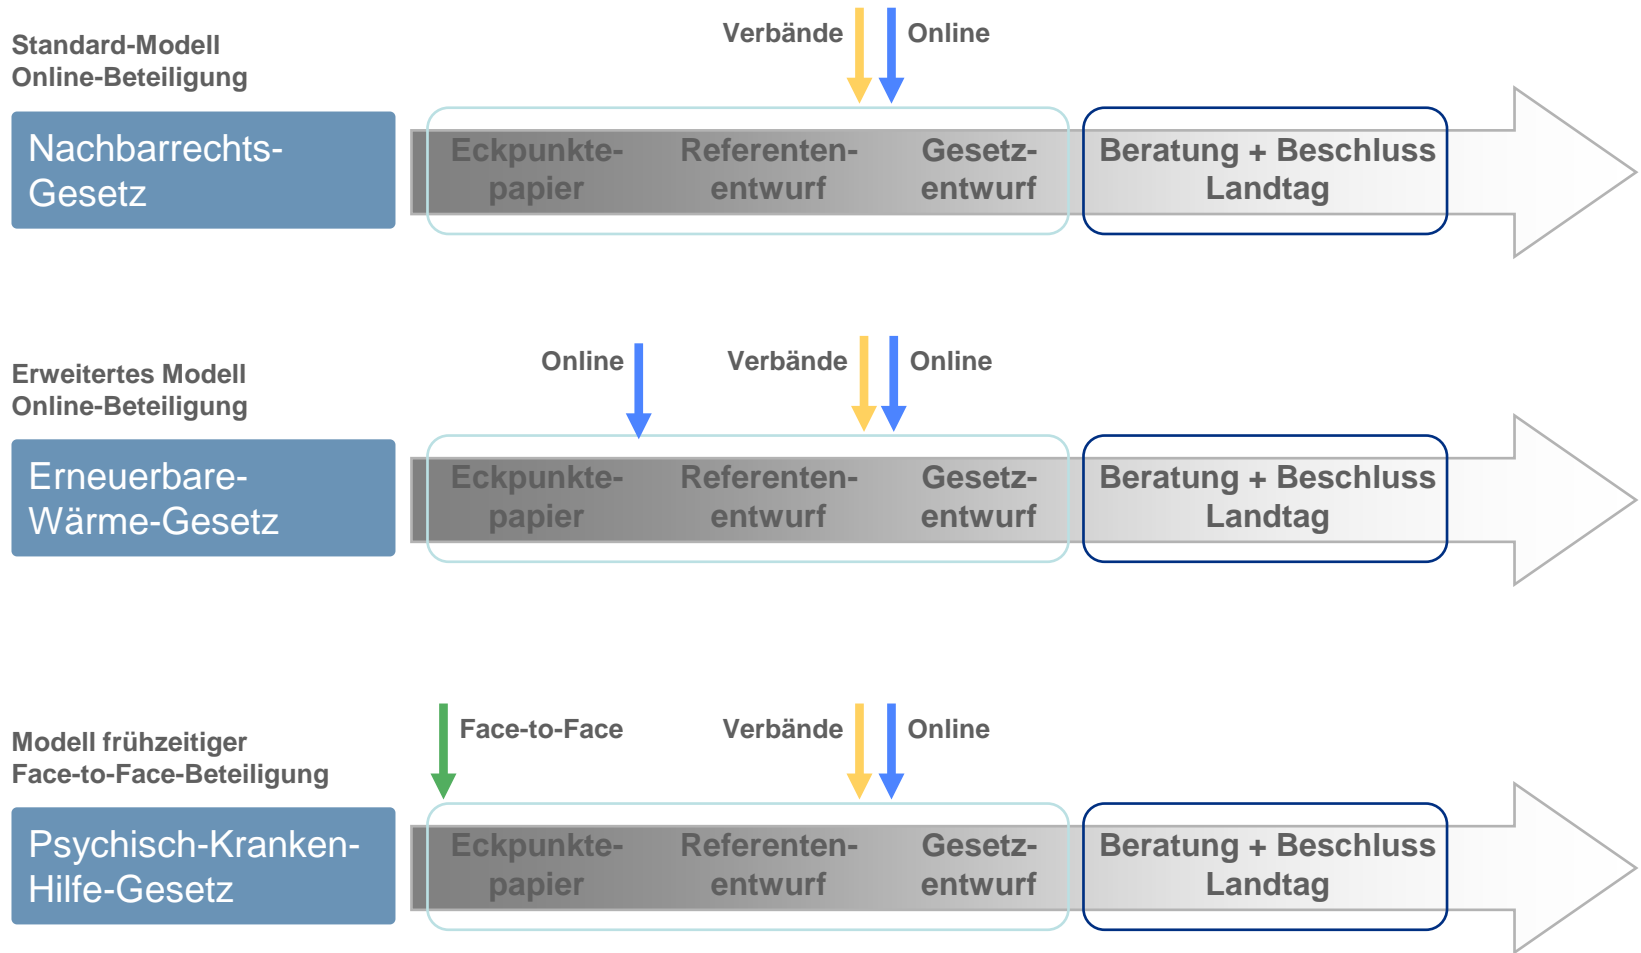 Standard-Modell
Online-Beteiligung
Verbände
Online
Nachbarrechts-
Gesetz
Eckpunkte-
papier
Referenten-
entwurf
Gesetz-
entwurf
Beratung + Beschluss
Landtag
Erweitertes Modell
Online-Beteiligung
Online
Verbände
Online
Erneuerbare-
Wärme-Gesetz
Eckpunkte-
papier
Referenten-
entwurf
Gesetz-
entwurf
Beratung + Beschluss
Landtag
Modell frühzeitiger
Face-to-Face-Beteiligung
Face-to-Face
Verbände
Online
Psychisch-Kranken-
Hilfe-Gesetz
Eckpunkte-
papier
Referenten-
entwurf
Gesetz-
entwurf
Beratung + Beschluss
Landtag